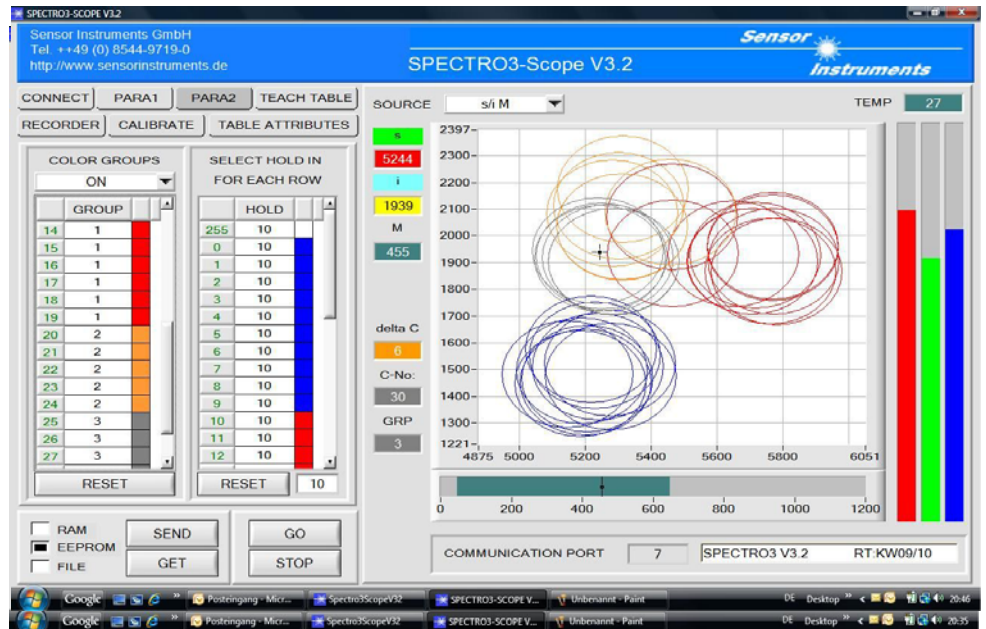 SPECTRO3-SCOPE V3.2
Sensor Instruments GmbH
Tel. ++49 (0) 8544-9719-0
http://www.sensorinstruments.de
SPECTRO3-Scope V3.2
Sensor
Instruments
CONNECT PARA1 PARA2 TEACH TABLE
RECORDER CALIBRATE TABLE ATTRIBUTES
COLOR GROUPS
ON
GROUP
14 1
15 1
16 1
17 1
18 1
19 1
20 2
21 2
22 2
23 2
24 2
25 3
26 3
27 3
RESET
SELECT HOLD IN
FOR EACH ROW
HOLD
255 10
0 10
1 10
2 10
3 10
4 10
5 10
6 10
7 10
8 10
9 10
10 10
11 10
12 10
RESET 10
RAM
EEPROM
FILE
SEND
GET
GO
STOP
SOURCE s/i M
TEMP 27
s
5244
i
1939
M
455
delta C
6
C-No:
30
GRP
3
2397
2300
2200
2100
2000
1900
1800
1700
1600
1500
1400
1300
1221
4875 5000 5200 5400 5600 5800 6051
0 200 400 600 800 1000 1200
COMMUNICATION PORT 7 SPECTRO3 V3.2 RT:KW09/10
Google » Posteingang - Micr... Spectro3ScopeV32 SPECTRO3-SCOPE V... Unbenannt - Paint DE Desktop » 20:46
Google » Posteingang - Micr... Spectro3ScopeV32 SPECTRO3-SCOPE V... Unbenannt - Paint DE Desktop » 20:35